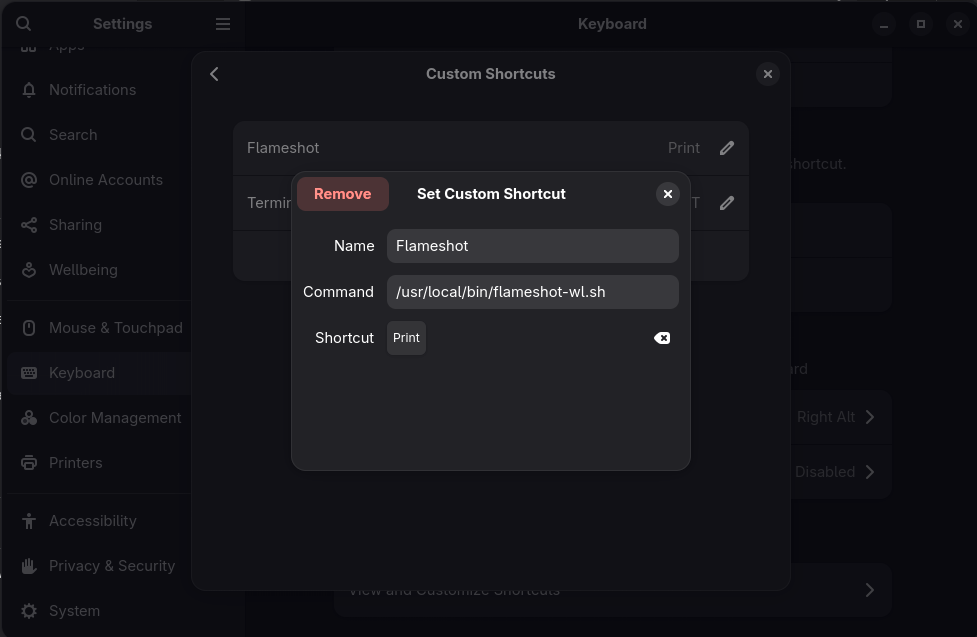 Settings
Keyboard
Apps
Notifications
Search
Online Accounts
Sharing
Wellbeing
Mouse & Touchpad
Keyboard
Color Management
Printers
Accessibility
Privacy & Security
System
Custom Shortcuts
Flameshot Print
Termin T
Remove Set Custom Shortcut
Name Flameshot
Command /usr/local/bin/flameshot-wl.sh
Shortcut Print
shortcut.
ard
Right Alt
Disabled
View and Customize Shortcuts